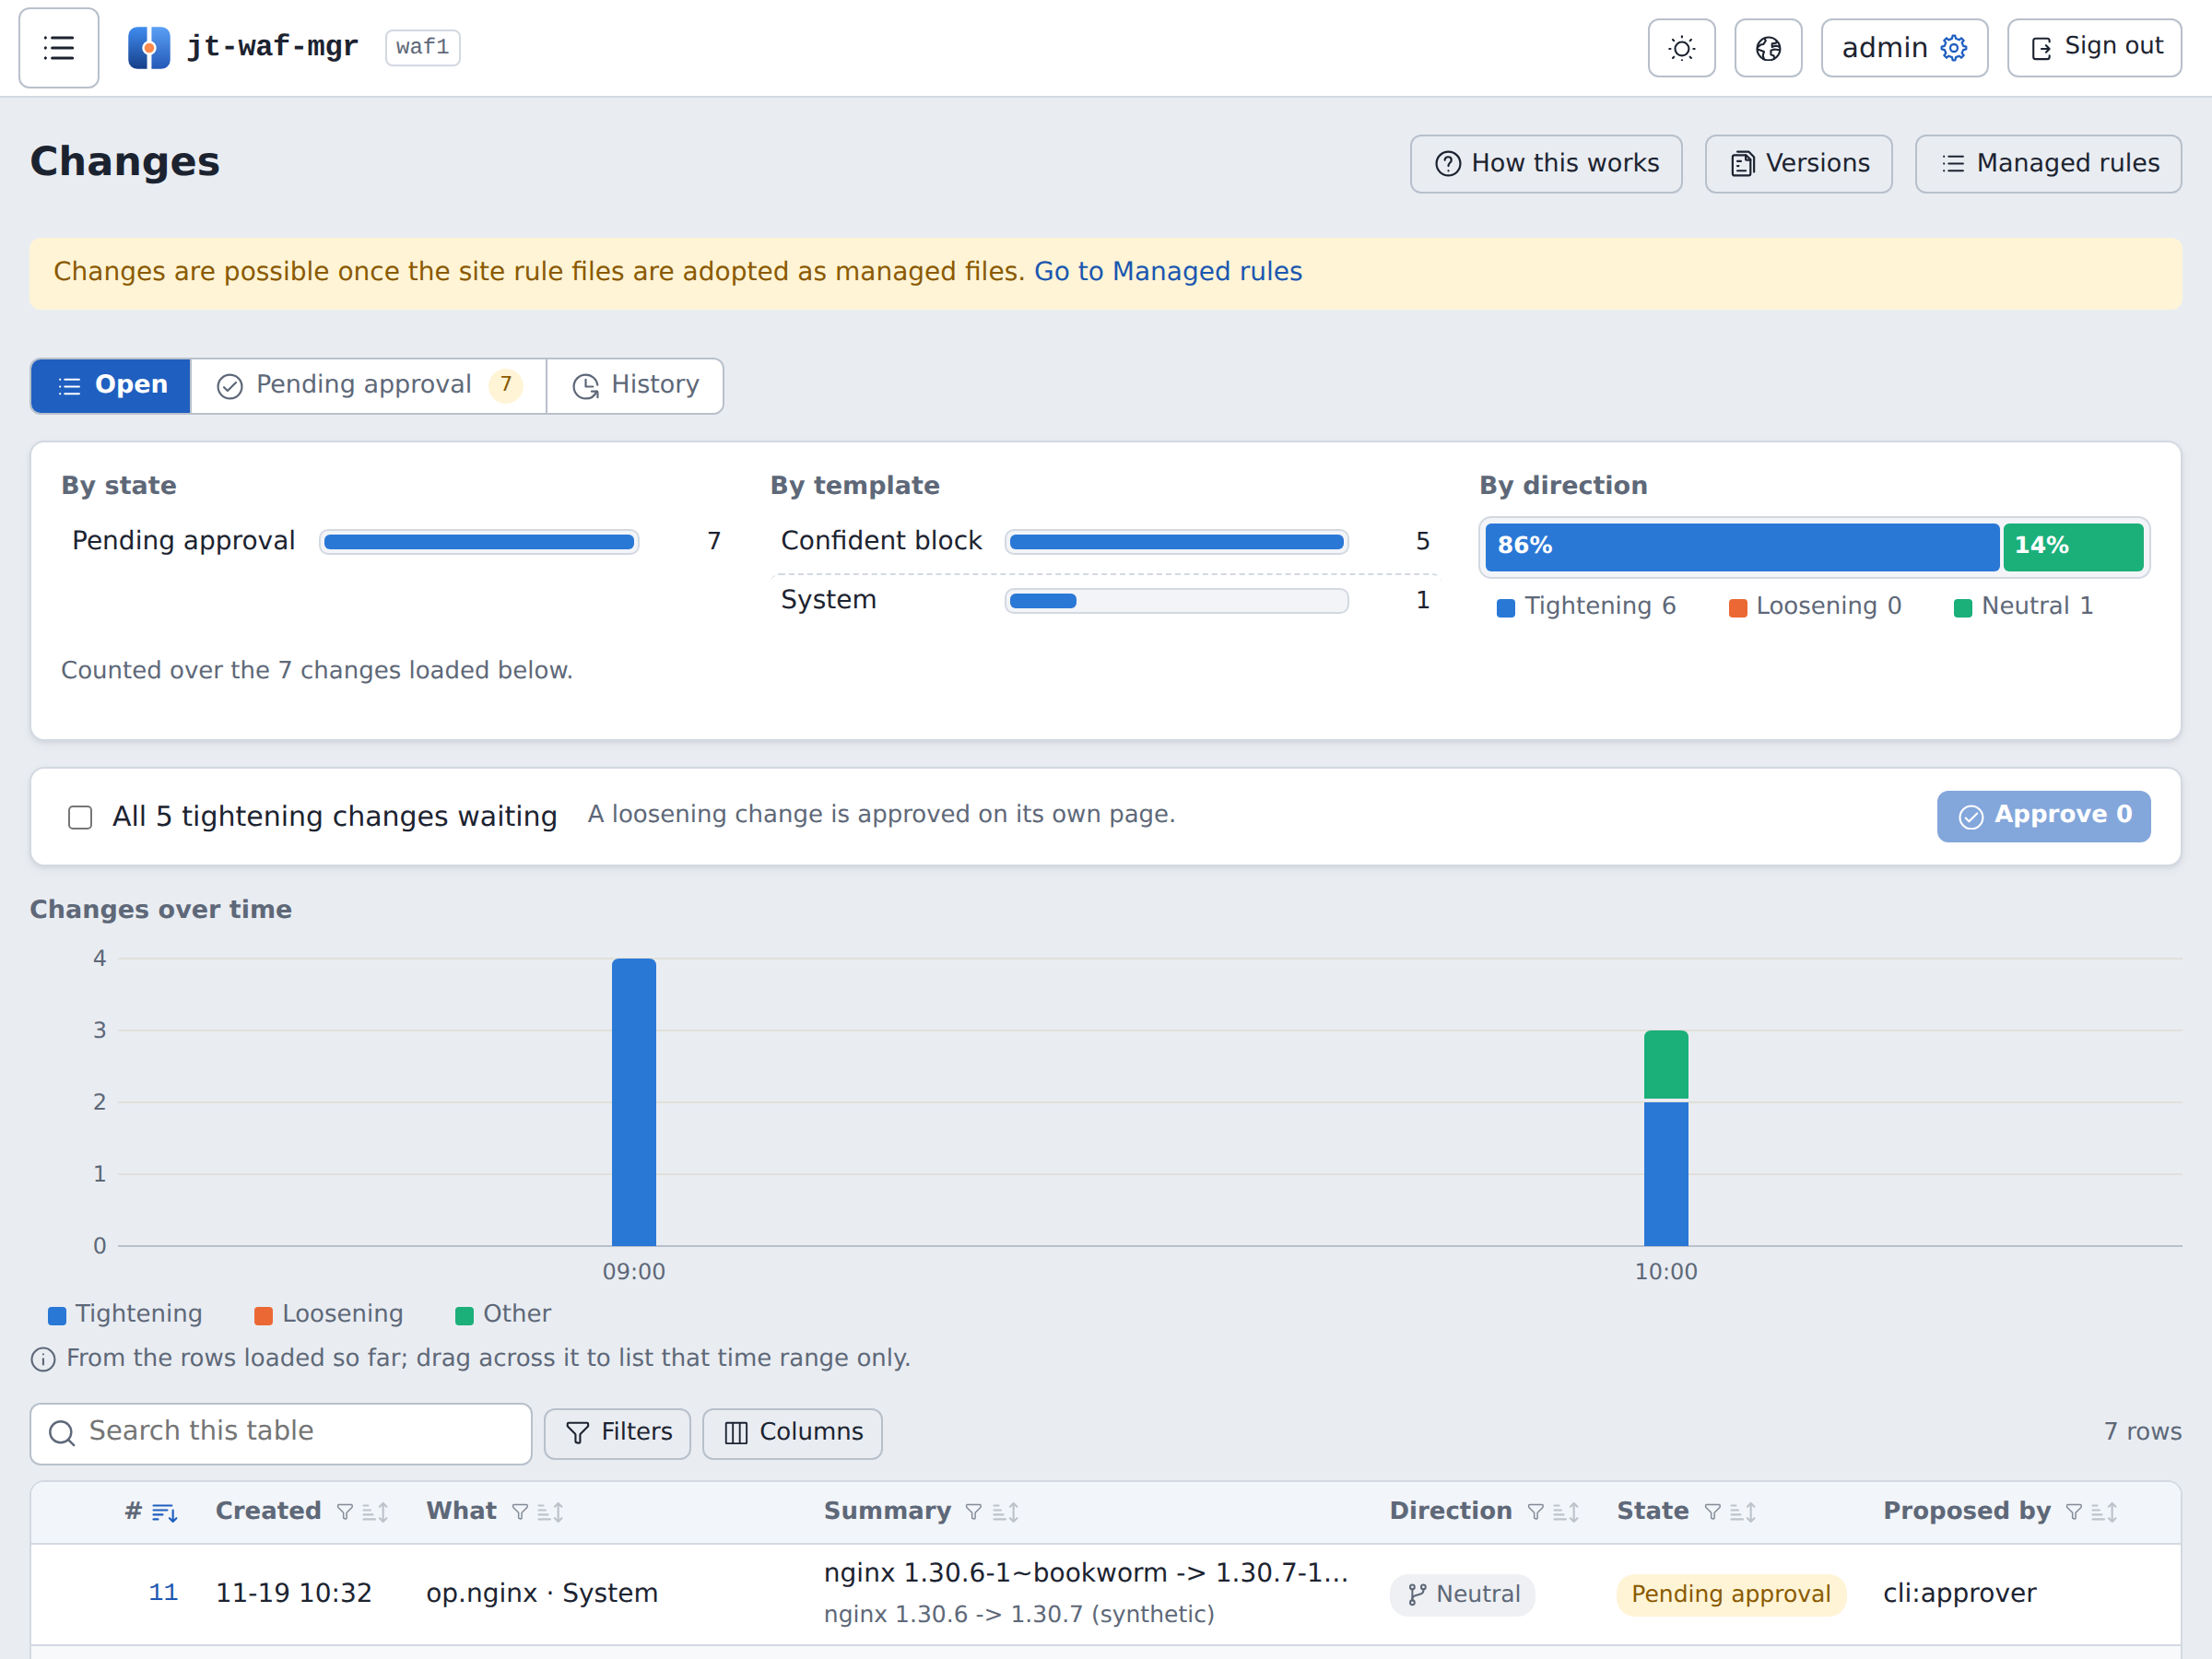 jt-waf-mgr waf1 admin Sign out
Changes How this works Versions Managed rules
Changes are possible once the site rule files are adopted as managed files. Go to Managed rules
Open Pending approval 7 History
By state By template By direction
Pending approval 7 Confident block 5 86% 14%
System 1 Tightening 6 Loosening 0 Neutral 1
Counted over the 7 changes loaded below.
All 5 tightening changes waiting A loosening change is approved on its own page. Approve 0
Changes over time
4
3
2
1
0
09:00 10:00
Tightening Loosening Other
From the rows loaded so far; drag across it to list that time range only.
Search this table Filters Columns 7 rows
# Created What Summary Direction State Proposed by
11 11-19 10:32 op.nginx · System nginx 1.30.6-1~bookworm -> 1.30.7-1… Neutral Pending approval cli:approver
nginx 1.30.6 -> 1.30.7 (synthetic)